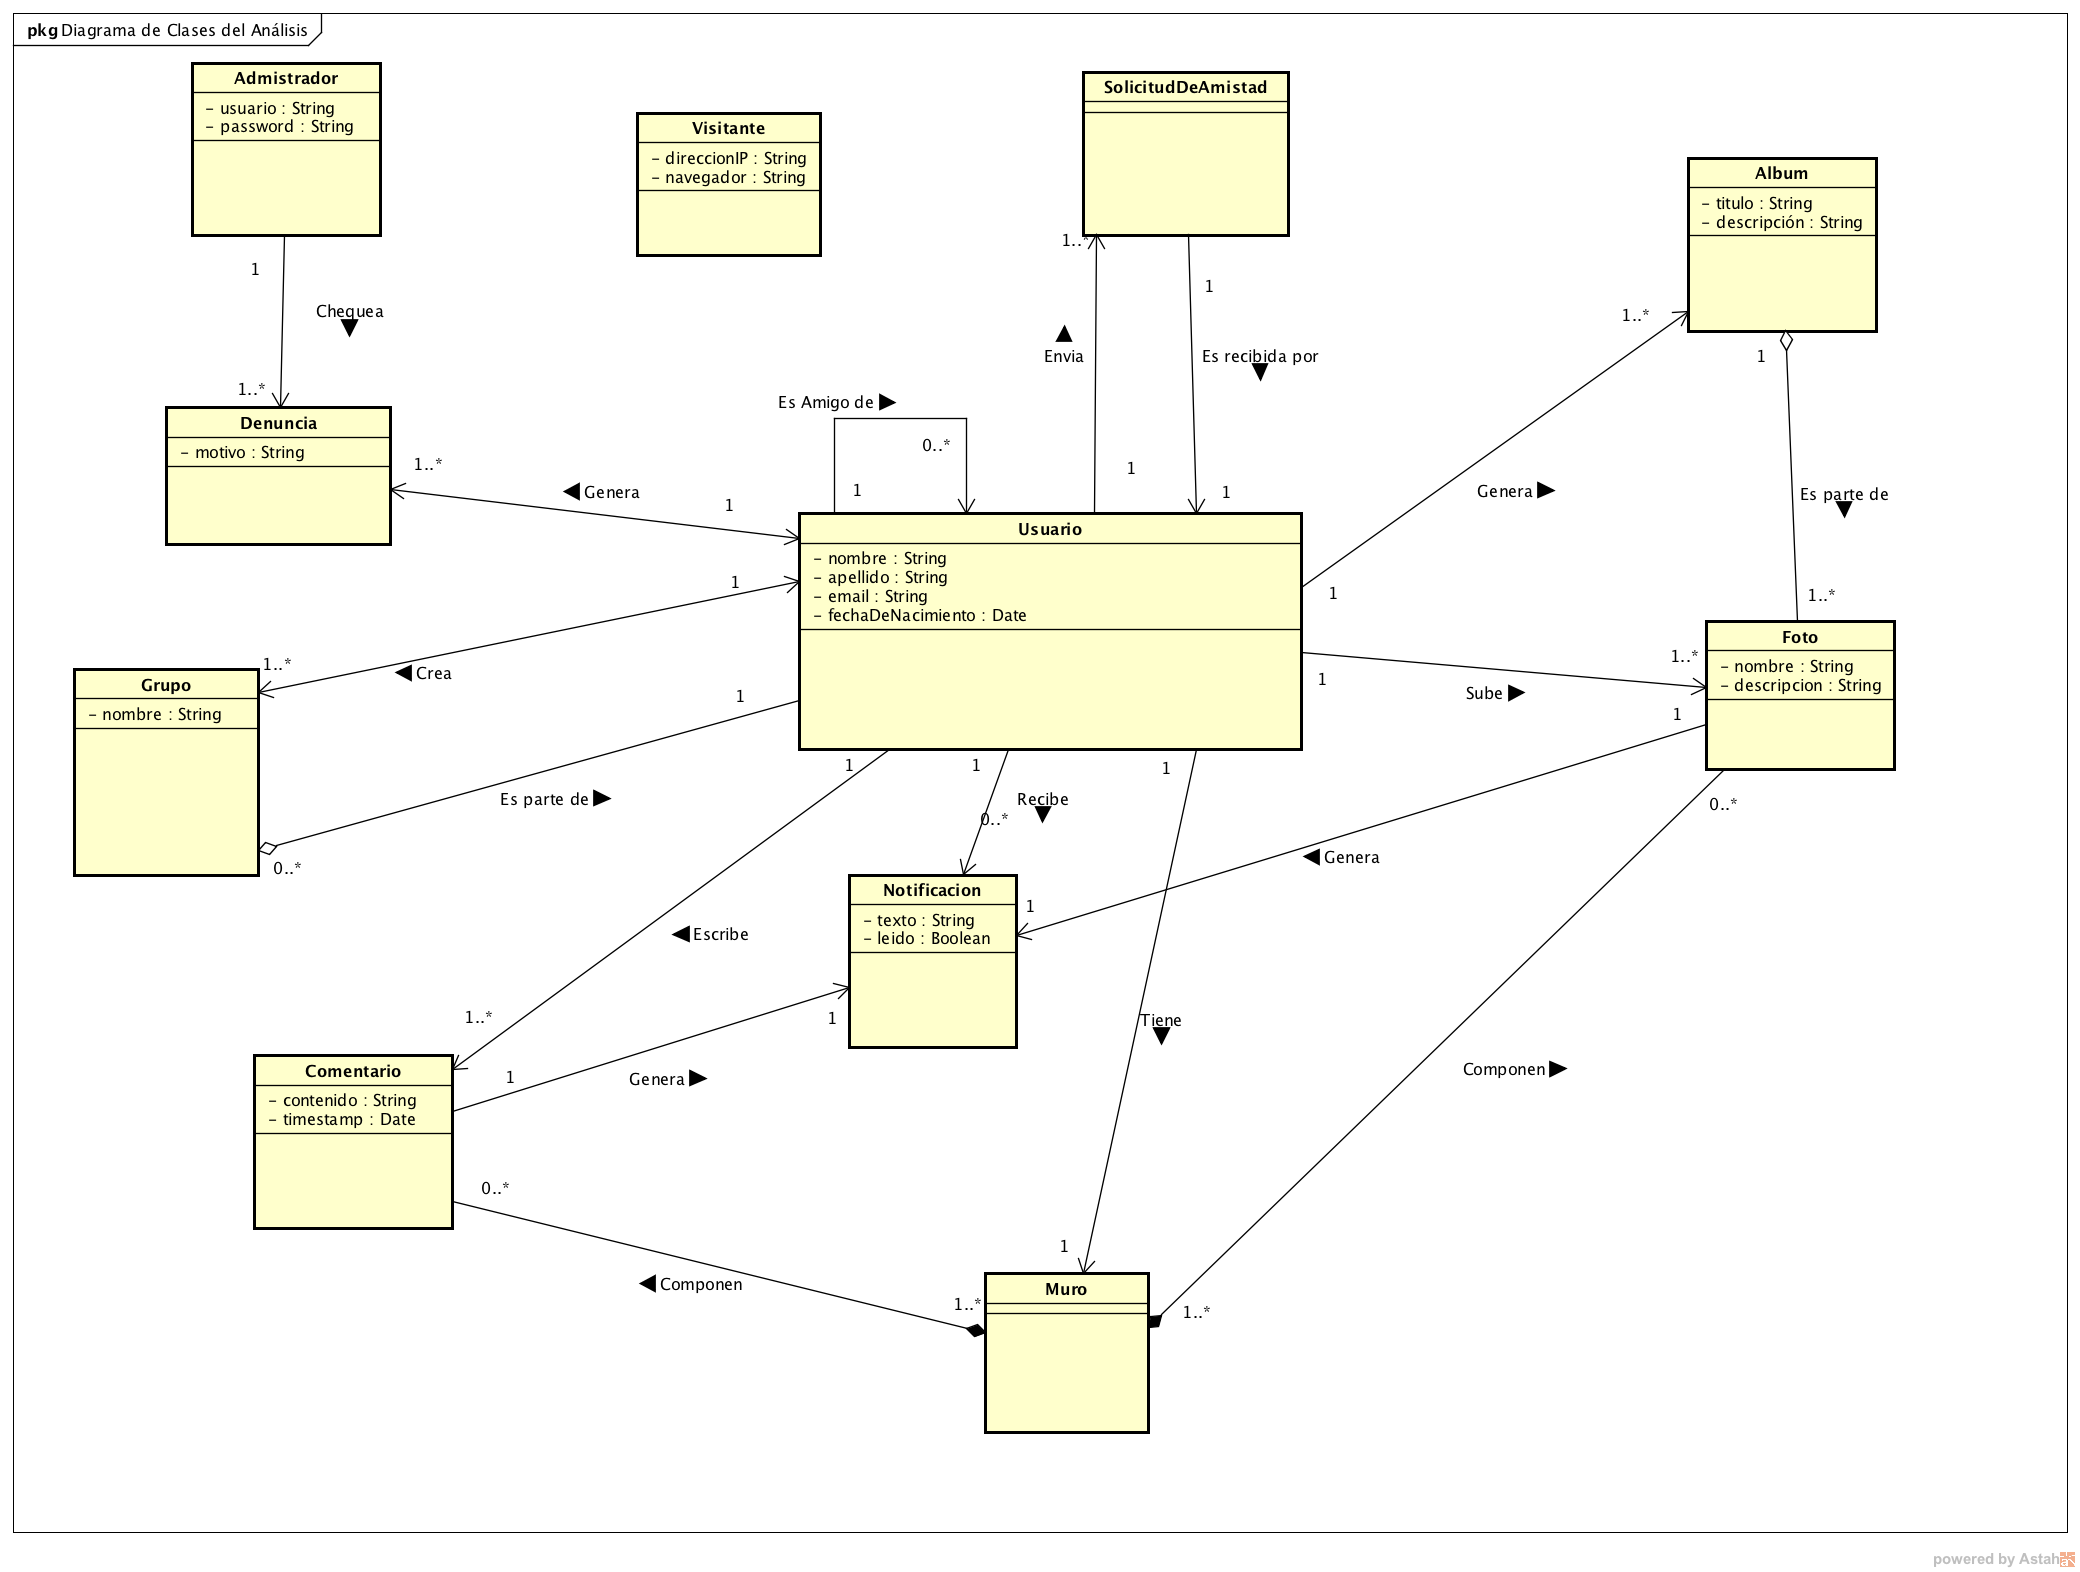 pkg Diagrama de Clases del Análisis
Admistrador
- usuario : String
- password : String
Visitante
- direccionIP : String
- navegador : String
SolicitudDeAmistad
Album
- titulo : String
- descripción : String
1
Chequea
1..*
1..*
Envia
1
1
Es recibida por
1
1..*
Genera
1
1
Es parte de
1..*
Denuncia
- motivo : String
1..*
Genera
1
Es Amigo de
0..*
1
Usuario
- nombre : String
- apellido : String
- email : String
- fechaDeNacimiento : Date
1
Crea
1..*
Grupo
- nombre : String
1
Es parte de
0..*
1
Sube
1..*
Foto
- nombre : String
- descripcion : String
1
Genera
1
0..*
Componen
1..*
1
Escribe
1..*
1
Recibe
0..*
1
Tiene
1
Notificacion
- texto : String
- leido : Boolean
Comentario
- contenido : String
- timestamp : Date
1
Genera
1
0..*
Componen
1..*
Muro
powered by Astah